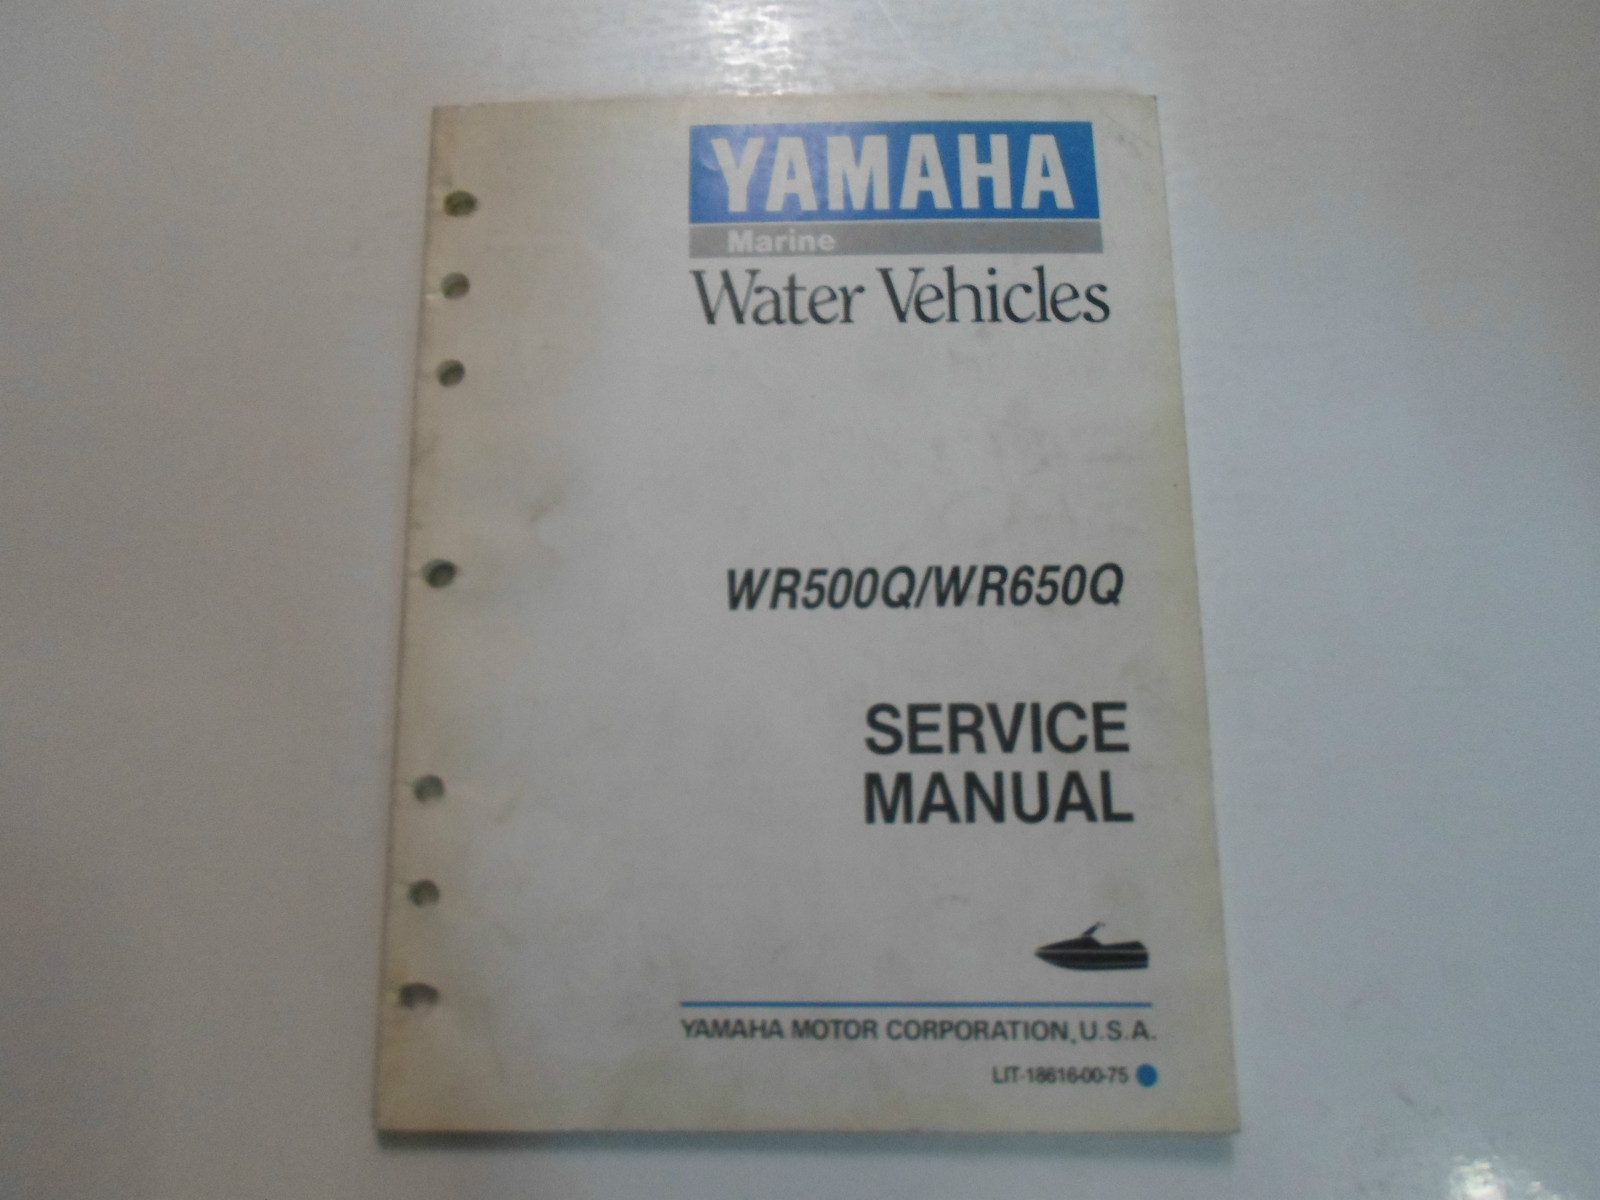 YAMAHA
Marine
Water Vehicles
WR500Q/WR650Q
SERVICE
MANUAL
YAMAHA MOTOR CORPORATION, U.S.A.
LIT-18616-00-75